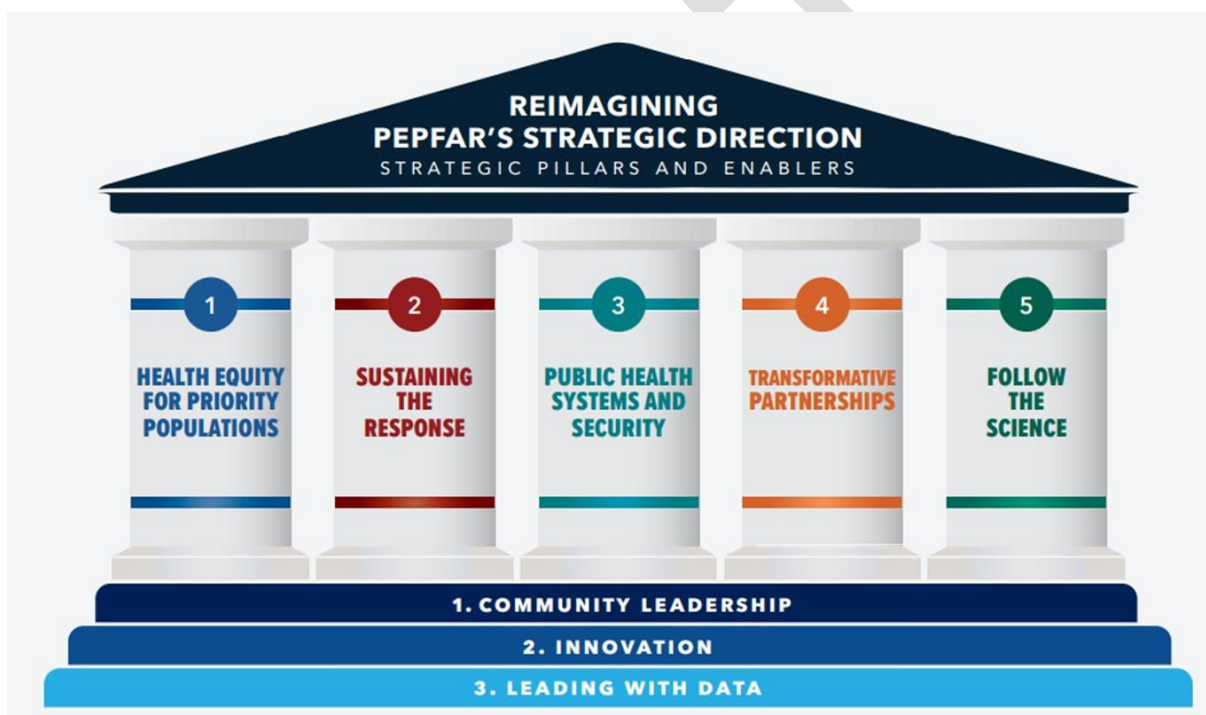 REIMAGINING
PEPFAR'S STRATEGIC DIRECTION
STRATEGIC PILLARS AND ENABLERS
1
HEALTH EQUITY
FOR PRIORITY
POPULATIONS
2
SUSTAINING
THE
RESPONSE
3
PUBLIC HEALTH
SYSTEMS AND
SECURITY
4
TRANSFORMATIVE
PARTNERSHIPS
5
FOLLOW
THE
SCIENCE
1. COMMUNITY LEADERSHIP
2. INNOVATION
3. LEADING WITH DATA